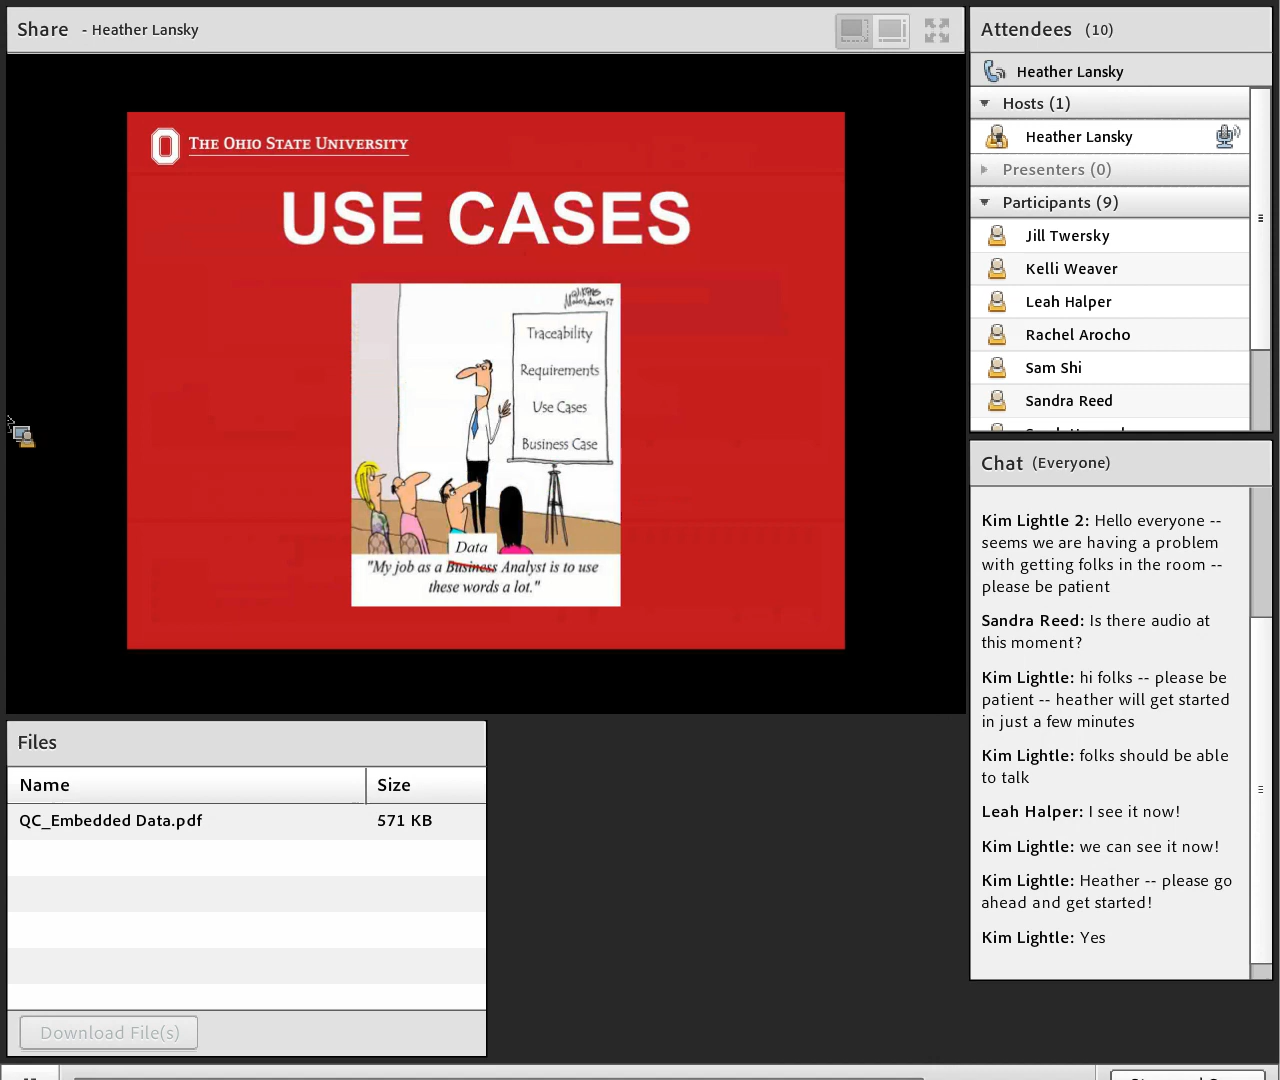 Share - Heather Lansky
THE OHIO STATE UNIVERSITY
USE CASES
Traceability
Requirements
Use Cases
Business Case
Data
"My job as a Business Analyst is to use
these words a lot."
Files
Name Size
QC_Embedded Data.pdf 571 KB
Download File(s)
Attendees (10)
Heather Lansky
Hosts (1)
Heather Lansky
Presenters (0)
Participants (9)
Jill Twersky
Kelli Weaver
Leah Halper
Rachel Arocho
Sam Shi
Sandra Reed
Chat (Everyone)
Kim Lightle 2: Hello everyone --
seems we are having a problem
with getting folks in the room --
please be patient
Sandra Reed: Is there audio at
this moment?
Kim Lightle: hi folks -- please be
patient -- heather will get started
in just a few minutes
Kim Lightle: folks should be able
to talk
Leah Halper: I see it now!
Kim Lightle: we can see it now!
Kim Lightle: Heather -- please go
ahead and get started!
Kim Lightle: Yes